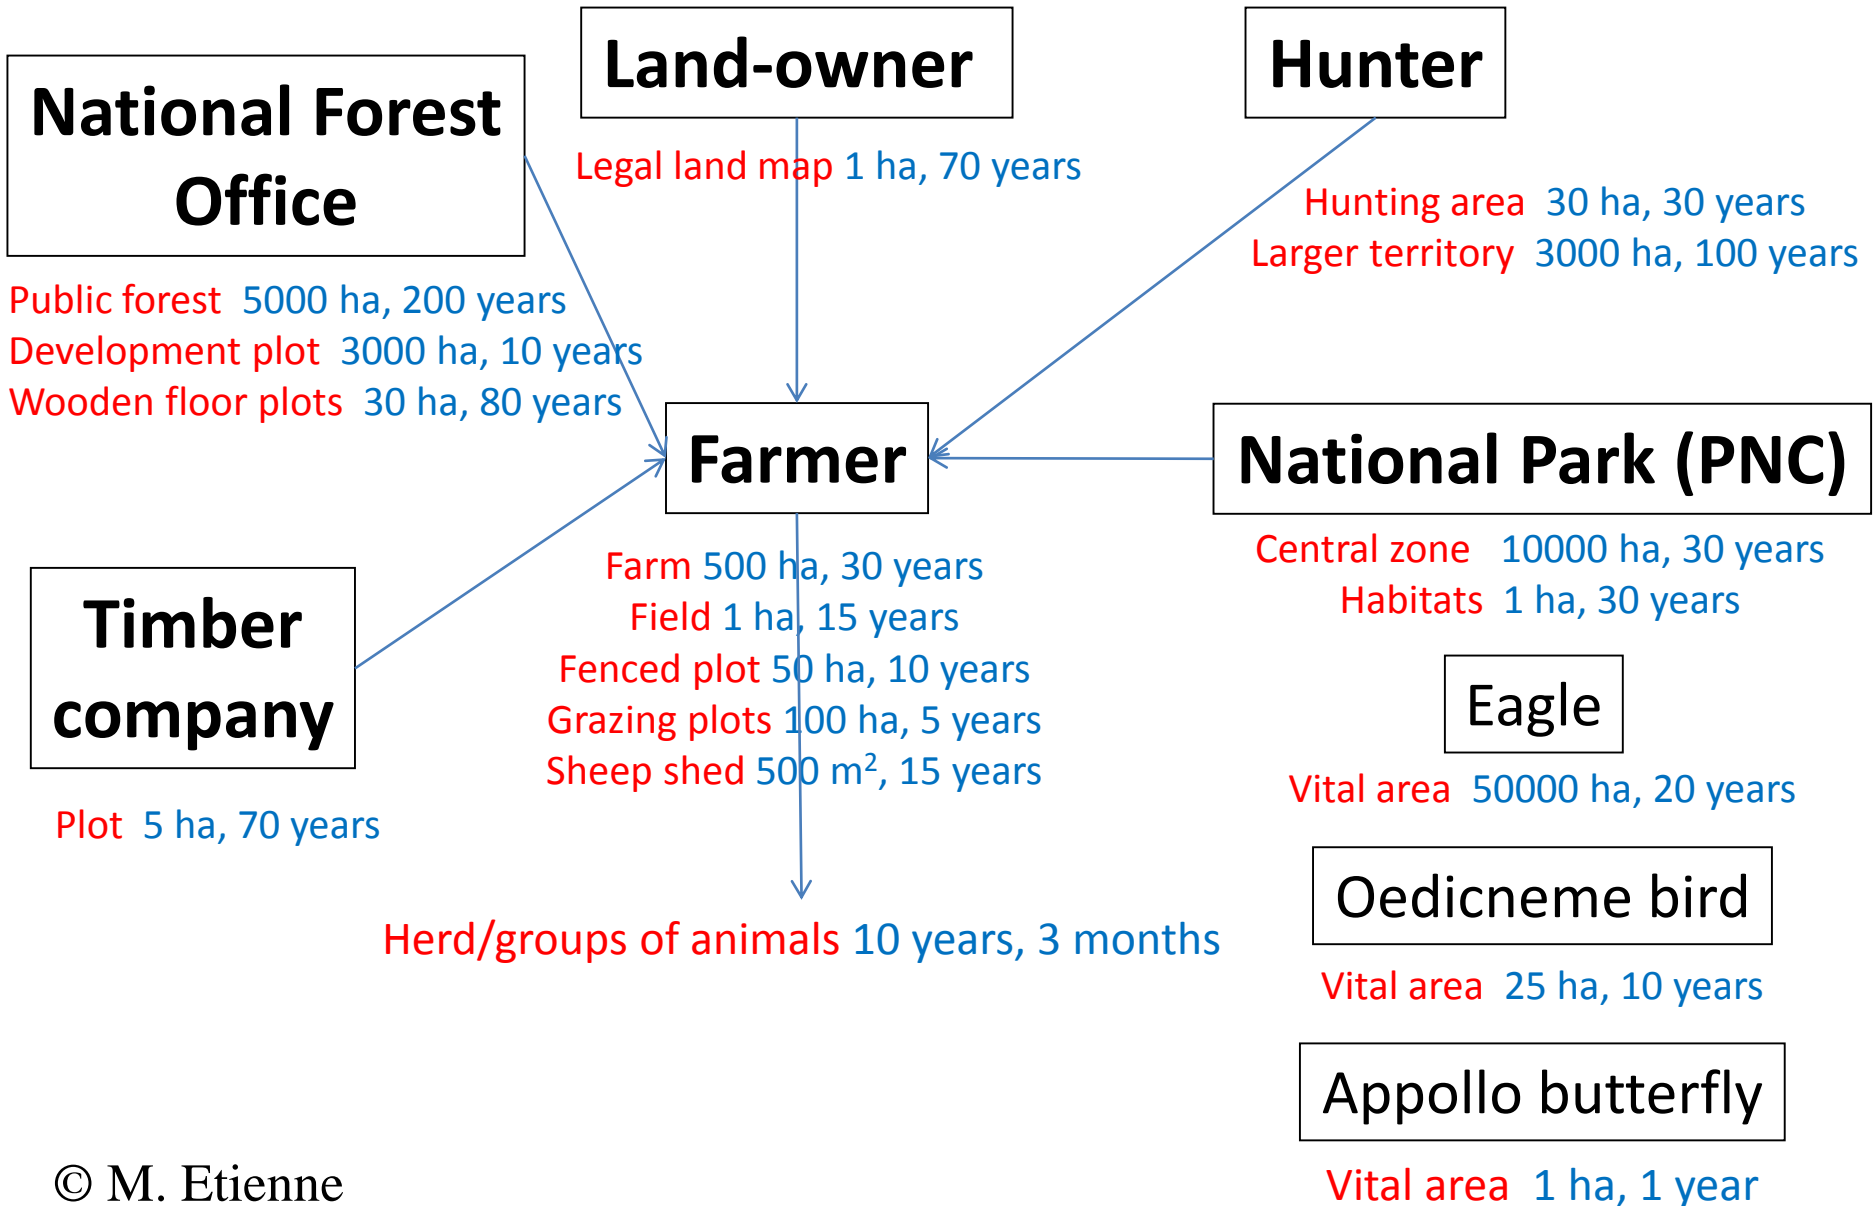 National Forest
Office
Public forest 5000 ha, 200 years
Development plot 3000 ha, 10 years
Wooden floor plots 30 ha, 80 years
Land-owner
Legal land map 1 ha, 70 years
Hunter
Hunting area 30 ha, 30 years
Larger territory 3000 ha, 100 years
Farmer
Farm 500 ha, 30 years
Field 1 ha, 15 years
Fenced plot 50 ha, 10 years
Grazing plots 100 ha, 5 years
Sheep shed 500 m², 15 years
Herd/groups of animals 10 years, 3 months
National Park (PNC)
Central zone 10000 ha, 30 years
Habitats 1 ha, 30 years
Eagle
Vital area 50000 ha, 20 years
Oedicneme bird
Vital area 25 ha, 10 years
Appollo butterfly
Vital area 1 ha, 1 year
Timber
company
Plot 5 ha, 70 years
© M. Etienne